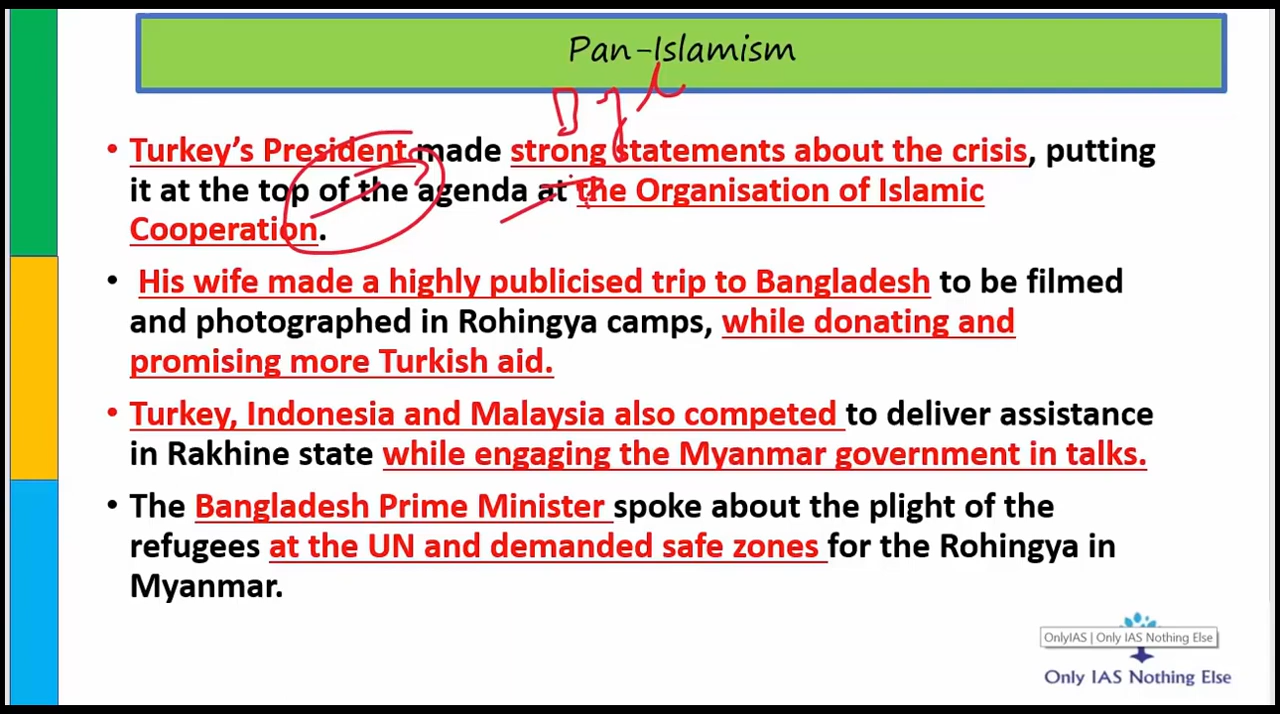 Pan-Islamism
• Turkey's President made strong statements about the crisis, putting
it at the top of the agenda at the Organisation of Islamic
Cooperation.
• His wife made a highly publicised trip to Bangladesh to be filmed
and photographed in Rohingya camps, while donating and
promising more Turkish aid.
• Turkey, Indonesia and Malaysia also competed to deliver assistance
in Rakhine state while engaging the Myanmar government in talks.
• The Bangladesh Prime Minister spoke about the plight of the
refugees at the UN and demanded safe zones for the Rohingya in
Myanmar.
OnlyIAS | Only IAS Nothing Else
Only IAS Nothing Else